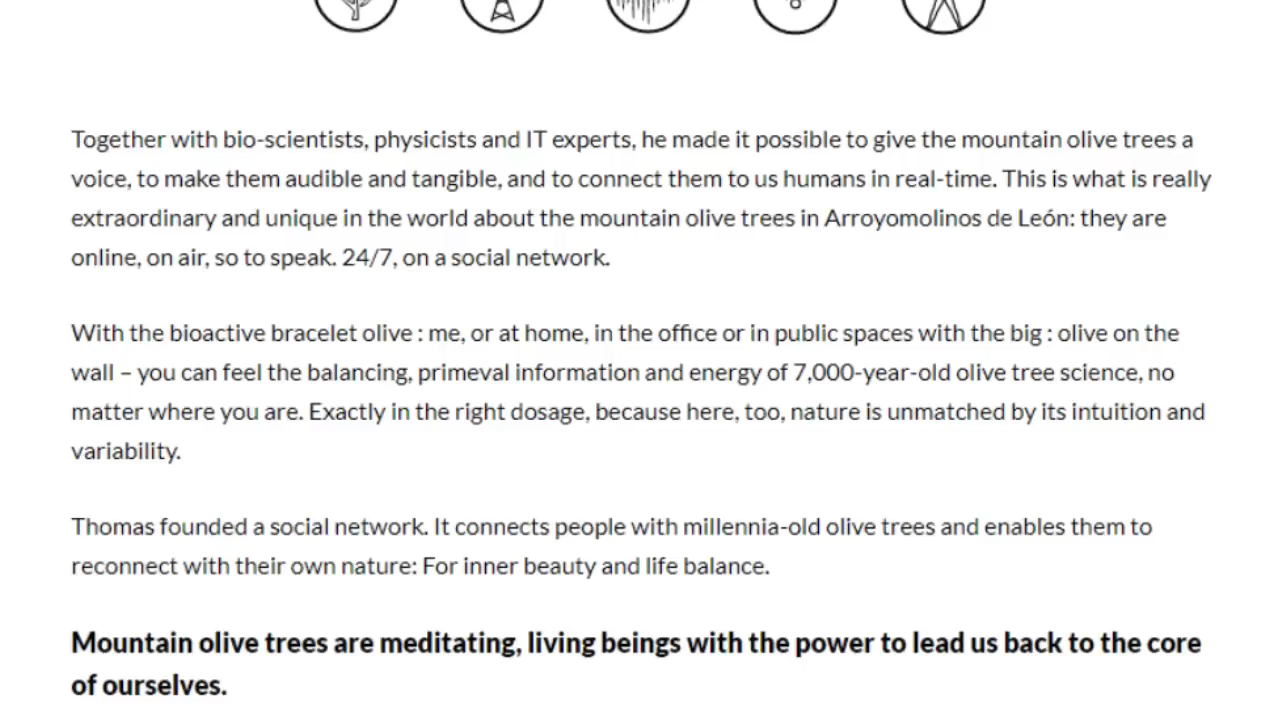 Together with bio-scientists, physicists and IT experts, he made it possible to give the mountain olive trees a
voice, to make them audible and tangible, and to connect them to us humans in real-time. This is what is really
extraordinary and unique in the world about the mountain olive trees in Arroyomolinos de León: they are
online, on air, so to speak. 24/7, on a social network.
With the bioactive bracelet olive : me, or at home, in the office or in public spaces with the big : olive on the
wall – you can feel the balancing, primeval information and energy of 7,000-year-old olive tree science, no
matter where you are. Exactly in the right dosage, because here, too, nature is unmatched by its intuition and
variability.
Thomas founded a social network. It connects people with millennia-old olive trees and enables them to
reconnect with their own nature: For inner beauty and life balance.
Mountain olive trees are meditating, living beings with the power to lead us back to the core
of ourselves.